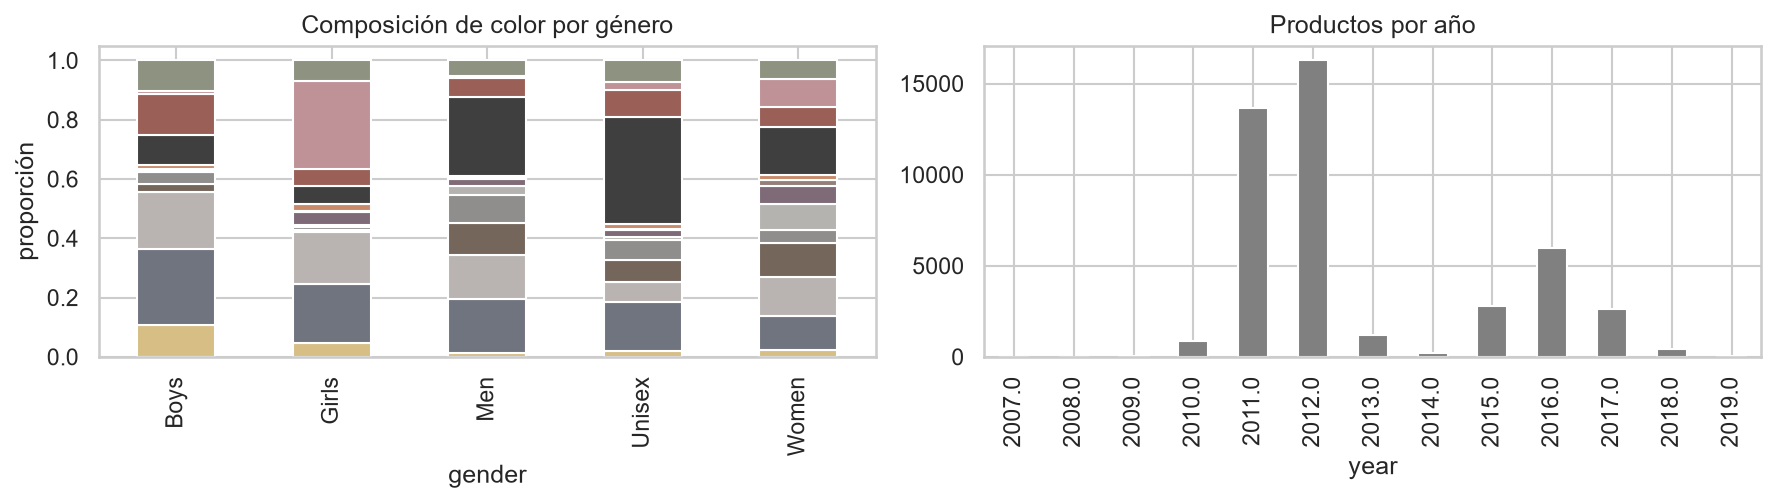 Composición de color por género
1.0
0.8
0.6
0.4
0.2
0.0
proporción
Boys
Girls
Men
Unisex
Women
gender
Productos por año
15000
10000
5000
0
2007.0
2008.0
2009.0
2010.0
2011.0
2012.0
2013.0
2014.0
2015.0
2016.0
2017.0
2018.0
2019.0
year